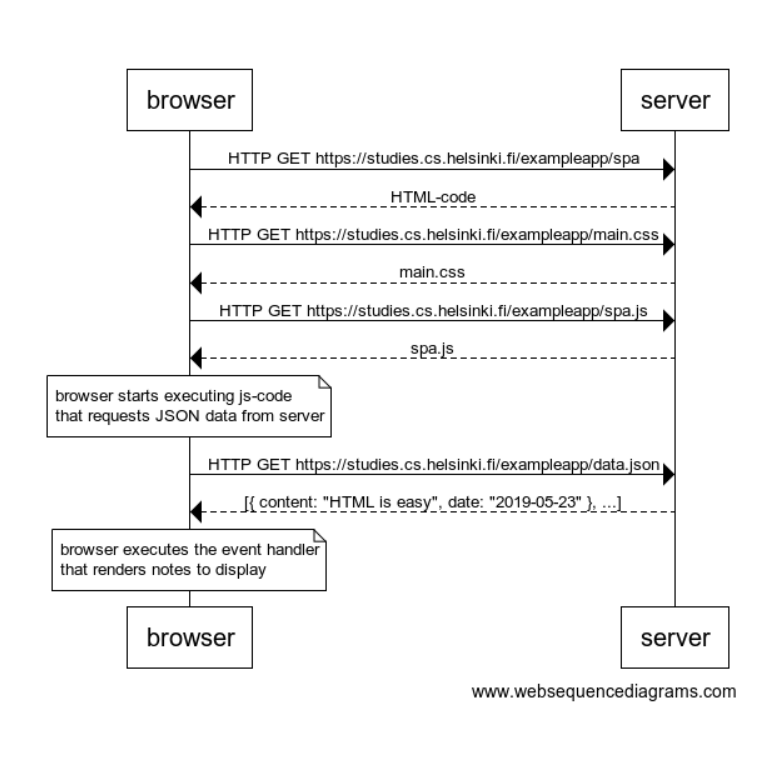 browser
server
HTTP GET https://studies.cs.helsinki.fi/exampleapp/spa
HTML-code
HTTP GET https://studies.cs.helsinki.fi/exampleapp/main.css
main.css
HTTP GET https://studies.cs.helsinki.fi/exampleapp/spa.js
spa.js
browser starts executing js-code
that requests JSON data from server
HTTP GET https://studies.cs.helsinki.fi/exampleapp/data.json
[{ content: "HTML is easy", date: "2019-05-23" }, ...]
browser executes the event handler
that renders notes to display
browser
server
www.websequencediagrams.com